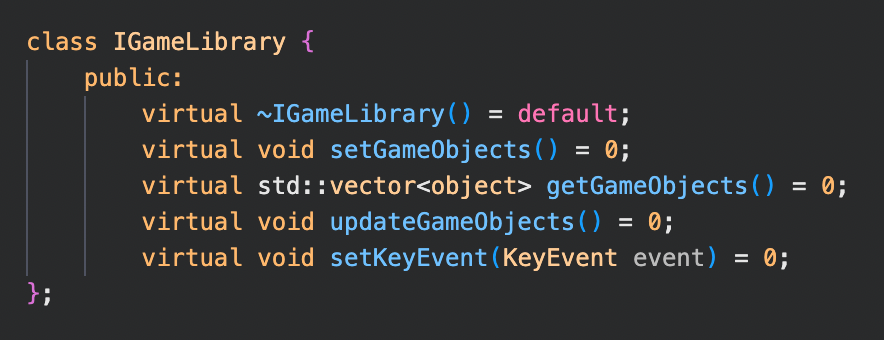 class IGameLibrary {
    public:
        virtual ~IGameLibrary() = default;
        virtual void setGameObjects() = 0;
        virtual std::vector<object> getGameObjects() = 0;
        virtual void updateGameObjects() = 0;
        virtual void setKeyEvent(KeyEvent event) = 0;
};